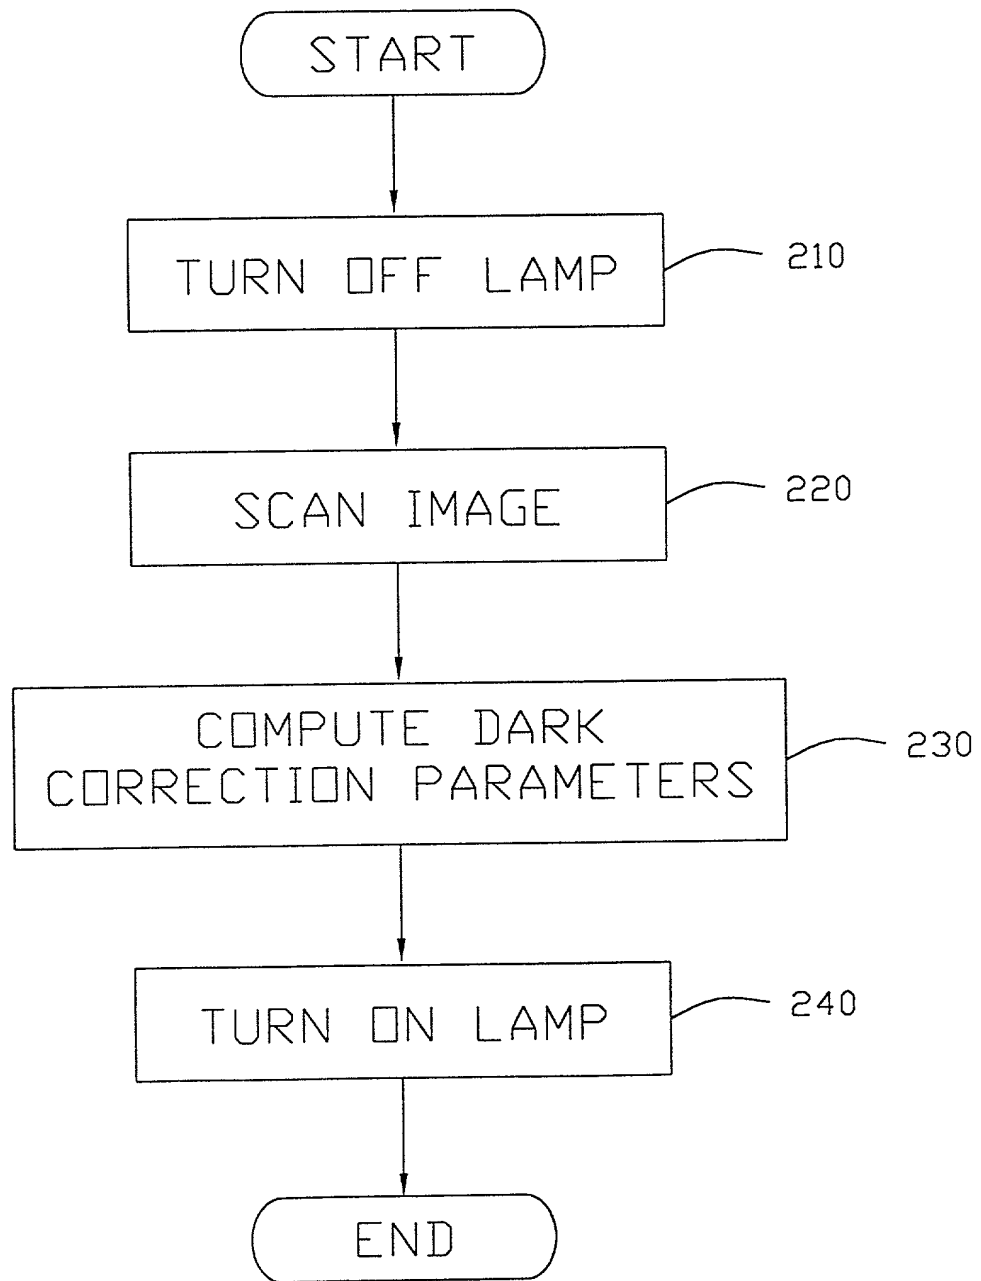 START
TURN OFF LAMP
210
SCAN IMAGE
220
COMPUTE DARK
CORRECTION PARAMETERS
230
TURN ON LAMP
240
END